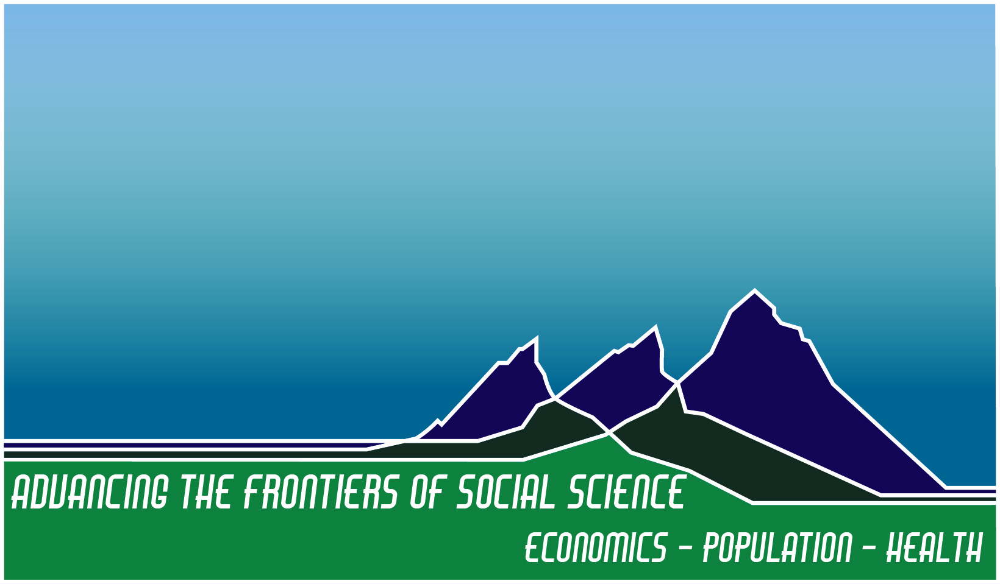 ADVANCING THE FRONTIERS OF SOCIAL SCIENCE
ECONOMICS - POPULATION - HEALTH